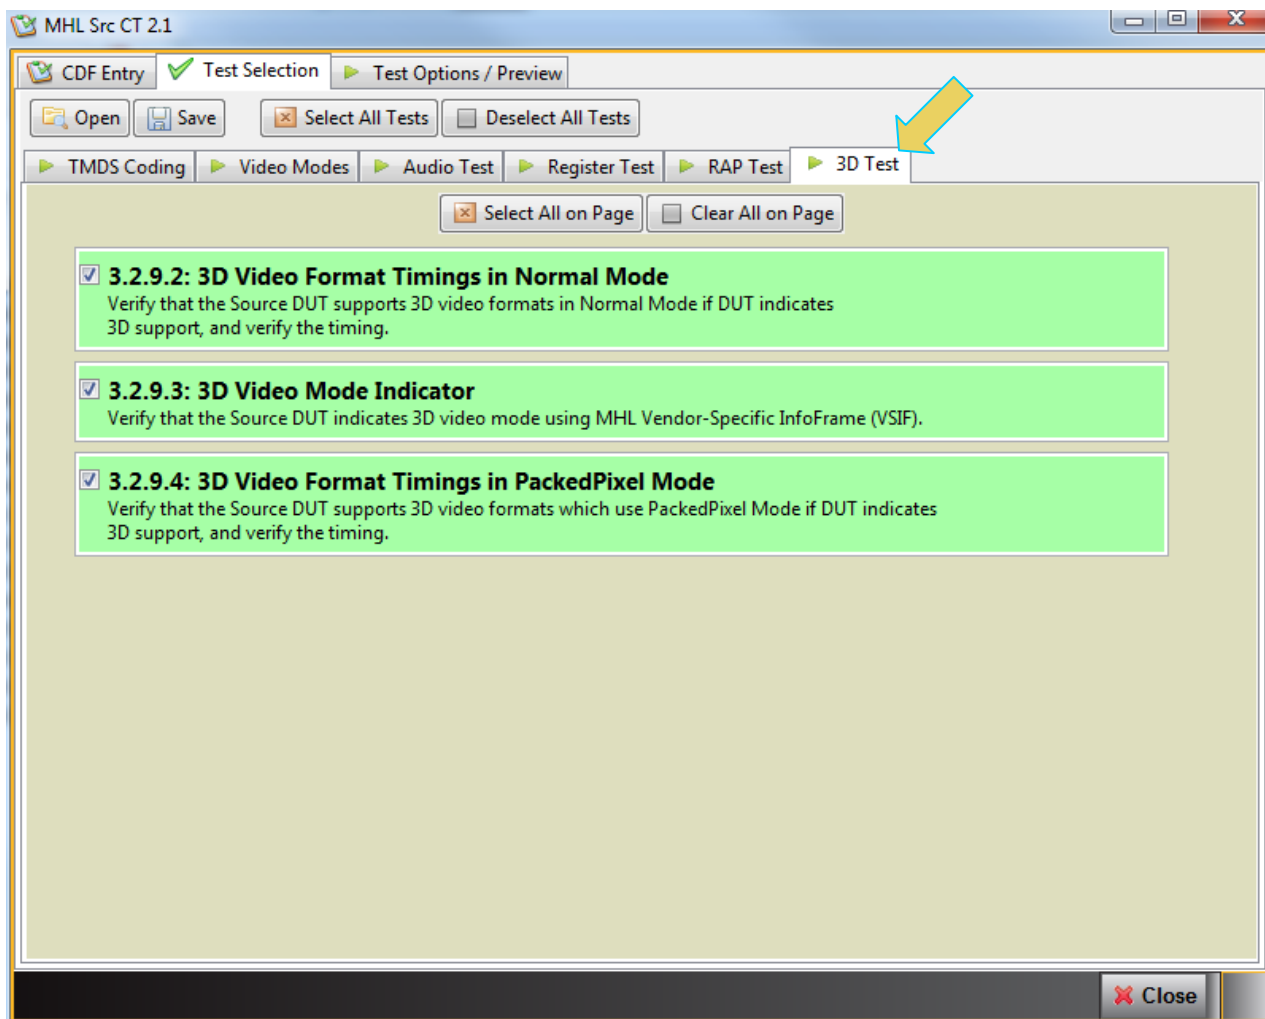 MHL Src CT 2.1
CDF Entry Test Selection Test Options / Preview
Open Save Select All Tests Deselect All Tests
TMDS Coding Video Modes Audio Test Register Test RAP Test 3D Test
Select All on Page Clear All on Page
3.2.9.2: 3D Video Format Timings in Normal Mode
Verify that the Source DUT supports 3D video formats in Normal Mode if DUT indicates
3D support, and verify the timing.
3.2.9.3: 3D Video Mode Indicator
Verify that the Source DUT indicates 3D video mode using MHL Vendor-Specific InfoFrame (VSIF).
3.2.9.4: 3D Video Format Timings in PackedPixel Mode
Verify that the Source DUT supports 3D video formats which use PackedPixel Mode if DUT indicates
3D support, and verify the timing.
Close